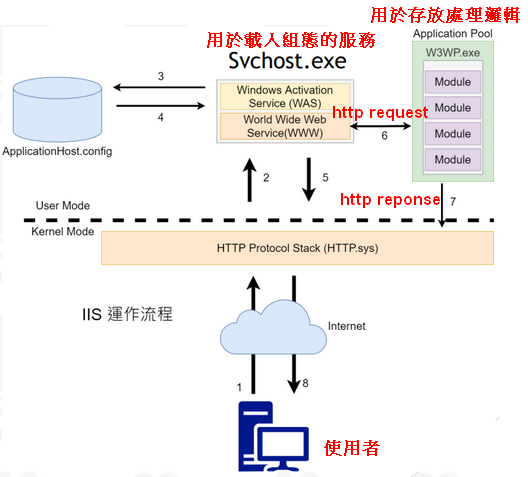 用於存放處理邏輯
Application Pool
用於載入組態的服務
Svchost.exe
W3WP.exe
Module
Module
Module
Module
3
4
Windows Activation
Service (WAS)
World Wide Web
Service(WWW)
http request
6
ApplicationHost.config
2
5
http reponse
7
User Mode
Kernel Mode
HTTP Protocol Stack (HTTP.sys)
IIS 運作流程
Internet
1
8
使用者